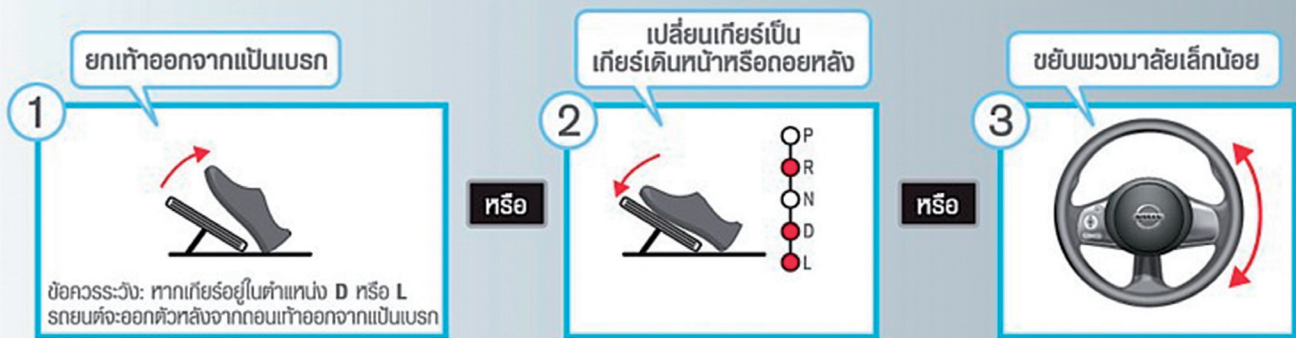 1
ยกเท้าออกจากแป้นเบรก
ข้อควรระวัง: หากเกียร์อยู่ในตำแหน่ง D หรือ L
รถยนต์จะออกตัวหลังจากถอนเท้าออกจากแป้นเบรก
หรือ
2
เปลี่ยนเกียร์เป็น
เกียร์เดินหน้าหรือถอยหลัง
P
R
N
D
L
หรือ
3
ขยับพวงมาลัยเล็กน้อย
NISSAN